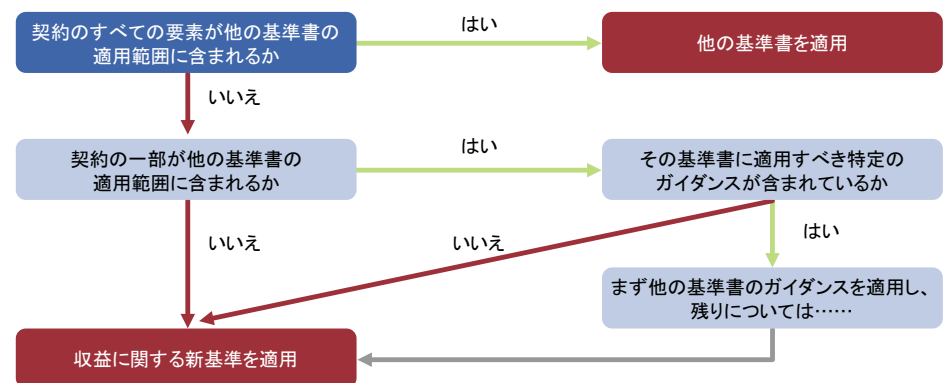 契約のすべての要素が他の基準書の
適用範囲に含まれるか
はい
他の基準書を適用
いいえ
契約の一部が他の基準書の
適用範囲に含まれるか
はい
その基準書に適用すべき特定の
ガイダンスが含まれているか
いいえ
いいえ
はい
まず他の基準書のガイダンスを適用し、
残りについては……
収益に関する新基準を適用